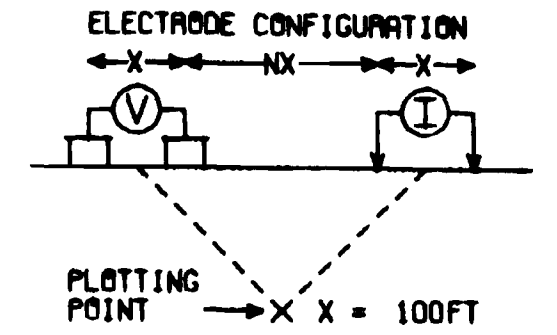 ELECTRODE CONFIGURATION
X NX X
V I
PLOTTING
POINT X X = 100FT